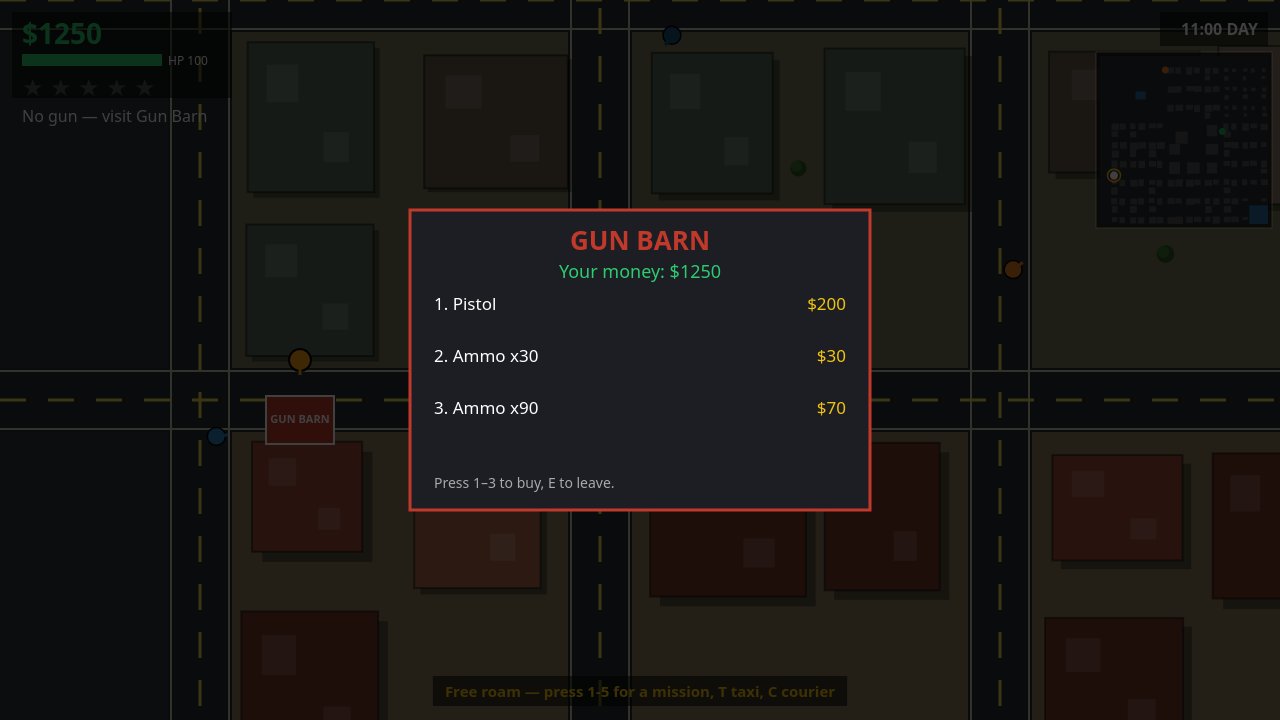 $1250
HP 100
No gun — visit Gun Barn
11:00 DAY
GUN BARN
Your money: $1250
1. Pistol $200
2. Ammo x30 $30
3. Ammo x90 $70
Press 1–3 to buy, E to leave.
GUN BARN
Free roam — press 1-5 for a mission, T taxi, C courier